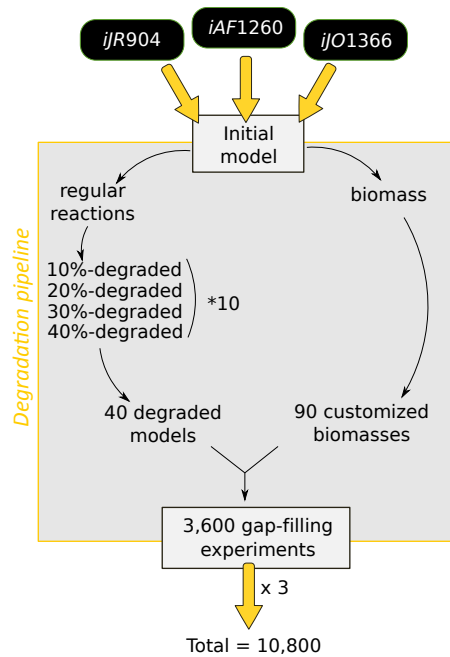 iJR904
iAF1260
iJO1366
Initial
model
Degradation pipeline
regular
reactions
biomass
10%-degraded
20%-degraded
30%-degraded
40%-degraded
*10
40 degraded
models
90 customized
biomasses
3,600 gap-filling
experiments
x 3
Total = 10,800